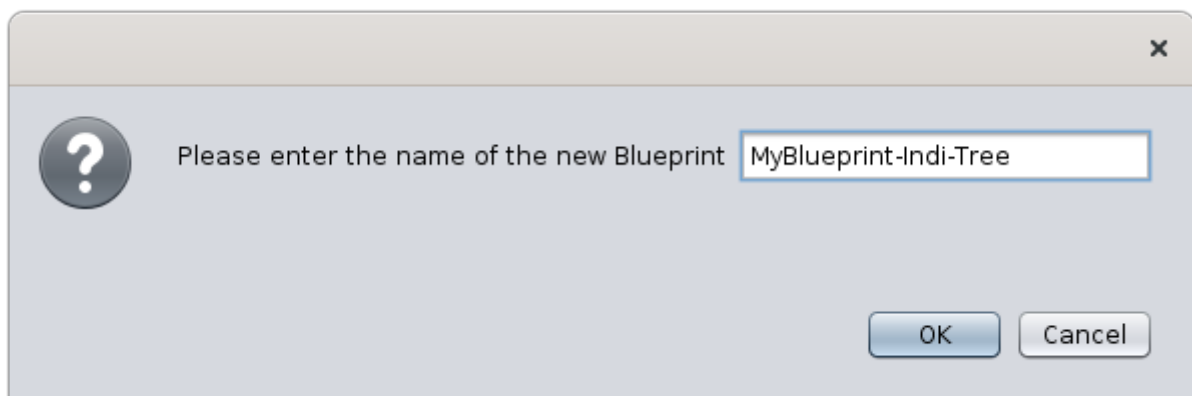 Please enter the name of the new Blueprint MyBlueprint-Indi-Tree
OK Cancel